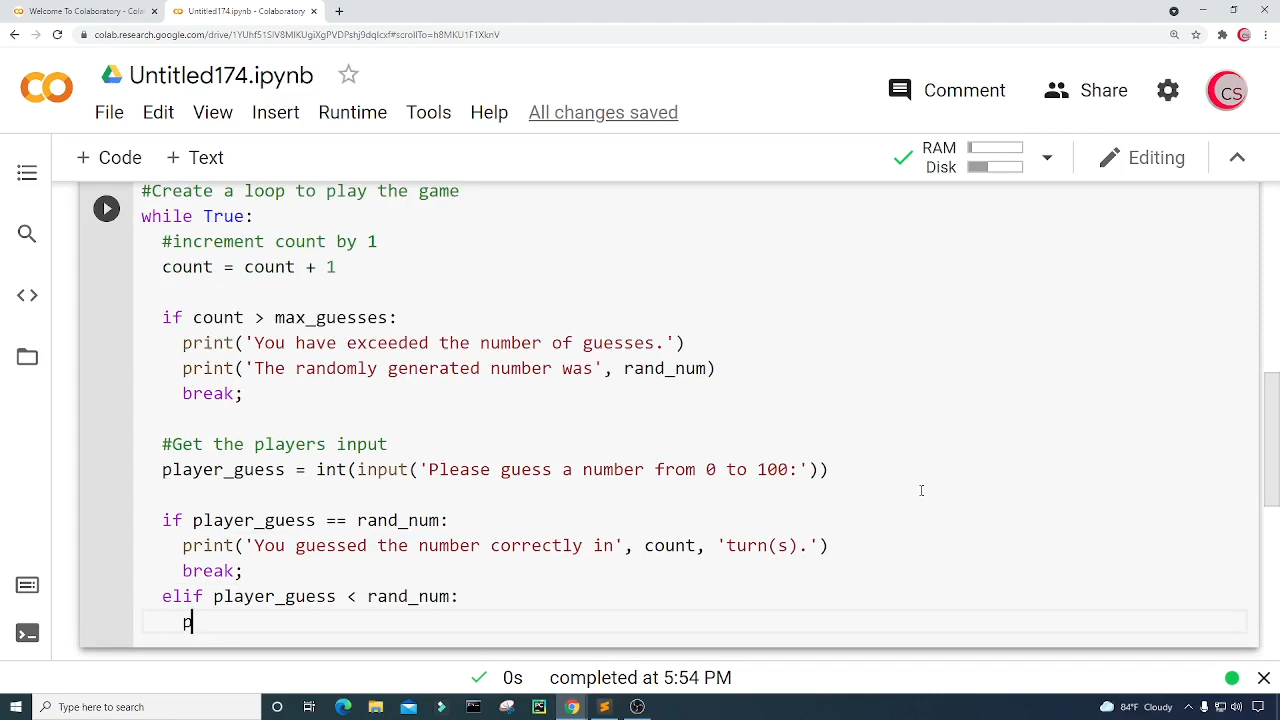 Welcome To Colaboratory - Colal
Untitled174.ipynb - Colaboratory
colab.research.google.com/drive/1YUhf51SlV8MIKUgiXgPVDPshj9dqIcxf#scrollTo=h8MKU1F1XknV
Untitled174.ipynb
Comment
Share
CS
File Edit View Insert Runtime Tools Help All changes saved
+ Code + Text
RAM
Disk
Editing
#Create a loop to play the game
while True:
#increment count by 1
count = count + 1
if count > max_guesses:
print('You have exceeded the number of guesses.')
print('The randomly generated number was', rand_num)
break;
#Get the players input
player_guess = int(input('Please guess a number from 0 to 100:'))
if player_guess == rand_num:
print('You guessed the number correctly in', count, 'turn(s).')
break;
elif player_guess < rand_num:
p
0s completed at 5:54 PM
Type here to search
84°F Cloudy
5:54 PM